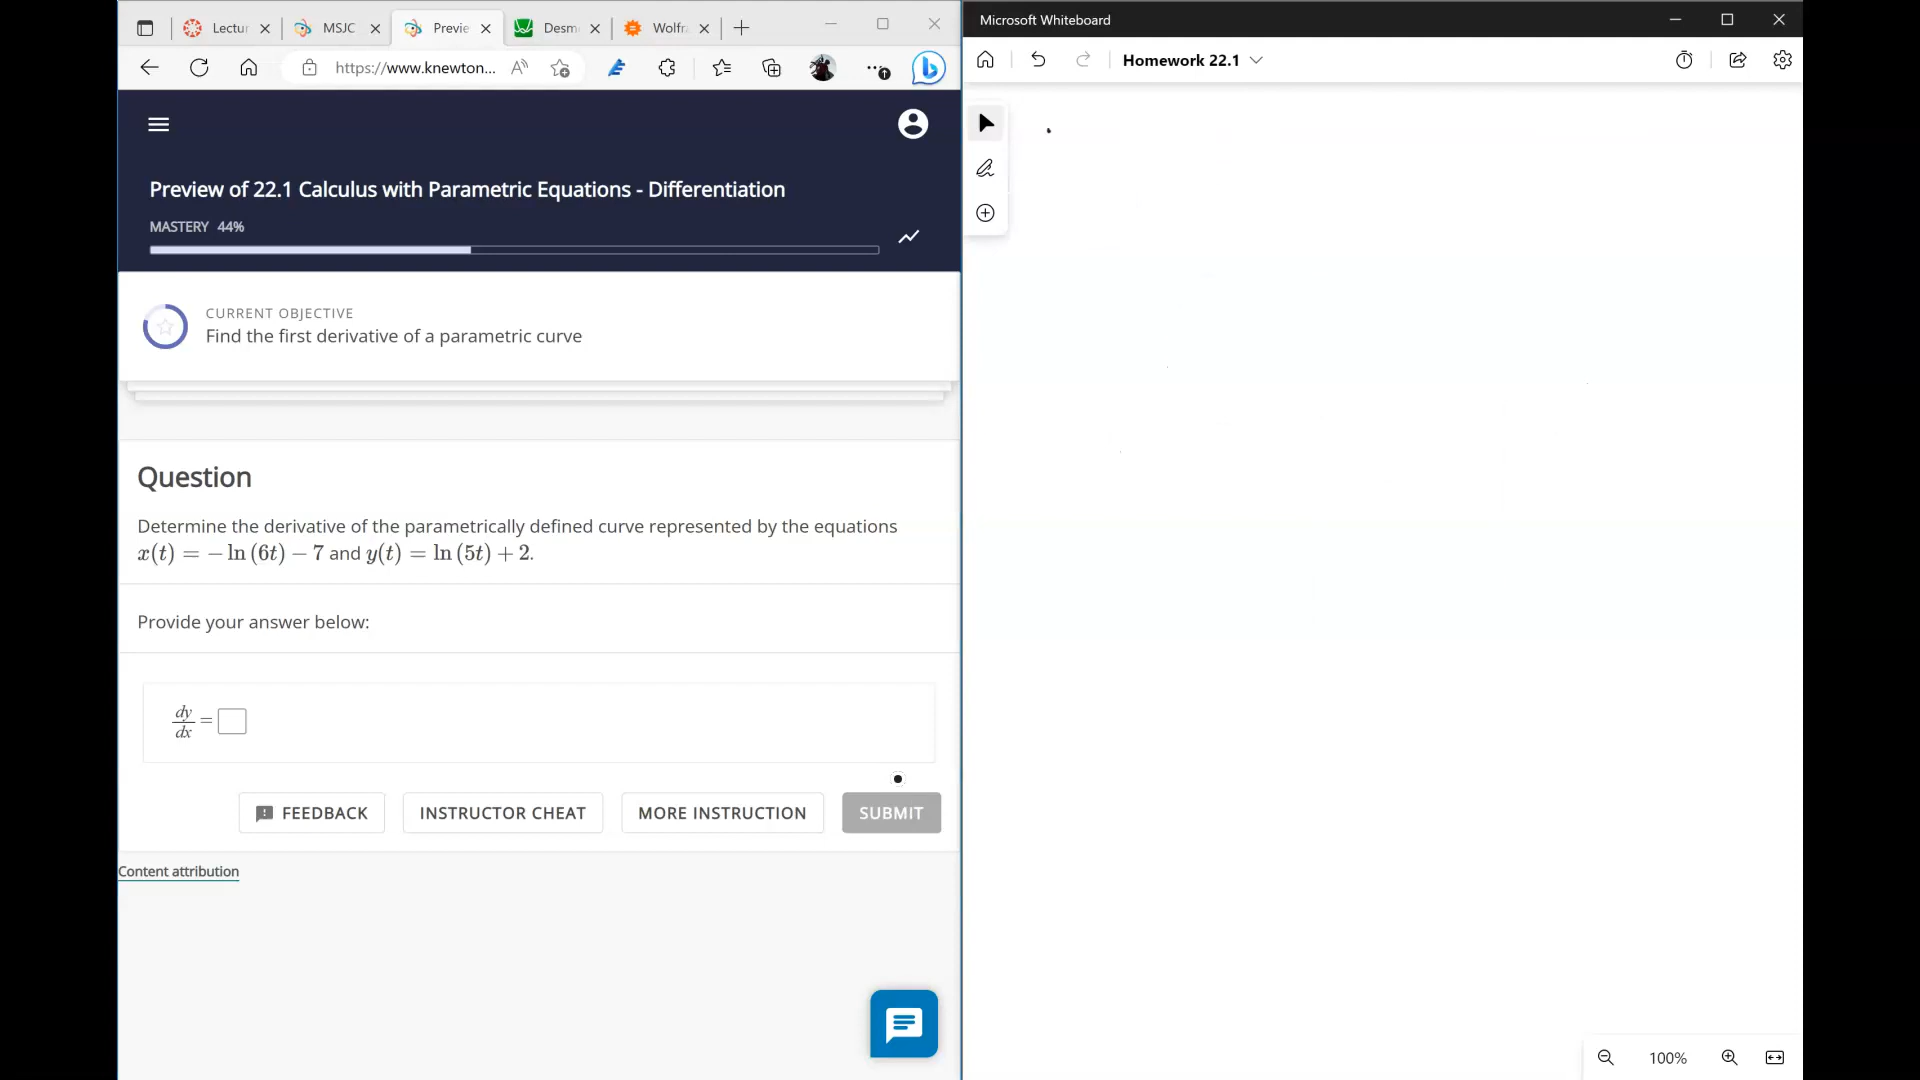 Lectur
MSJC
Previe
Desm
Wolfr
https://www.knewton...
Preview of 22.1 Calculus with Parametric Equations - Differentiation
MASTERY 44%
CURRENT OBJECTIVE
Find the first derivative of a parametric curve
Question
Determine the derivative of the parametrically defined curve represented by the equations
x(t) = − ln (6t) − 7 and y(t) = ln (5t) + 2.
Provide your answer below:
dy/dx =
FEEDBACK
INSTRUCTOR CHEAT
MORE INSTRUCTION
SUBMIT
Content attribution
Microsoft Whiteboard
Homework 22.1
100%